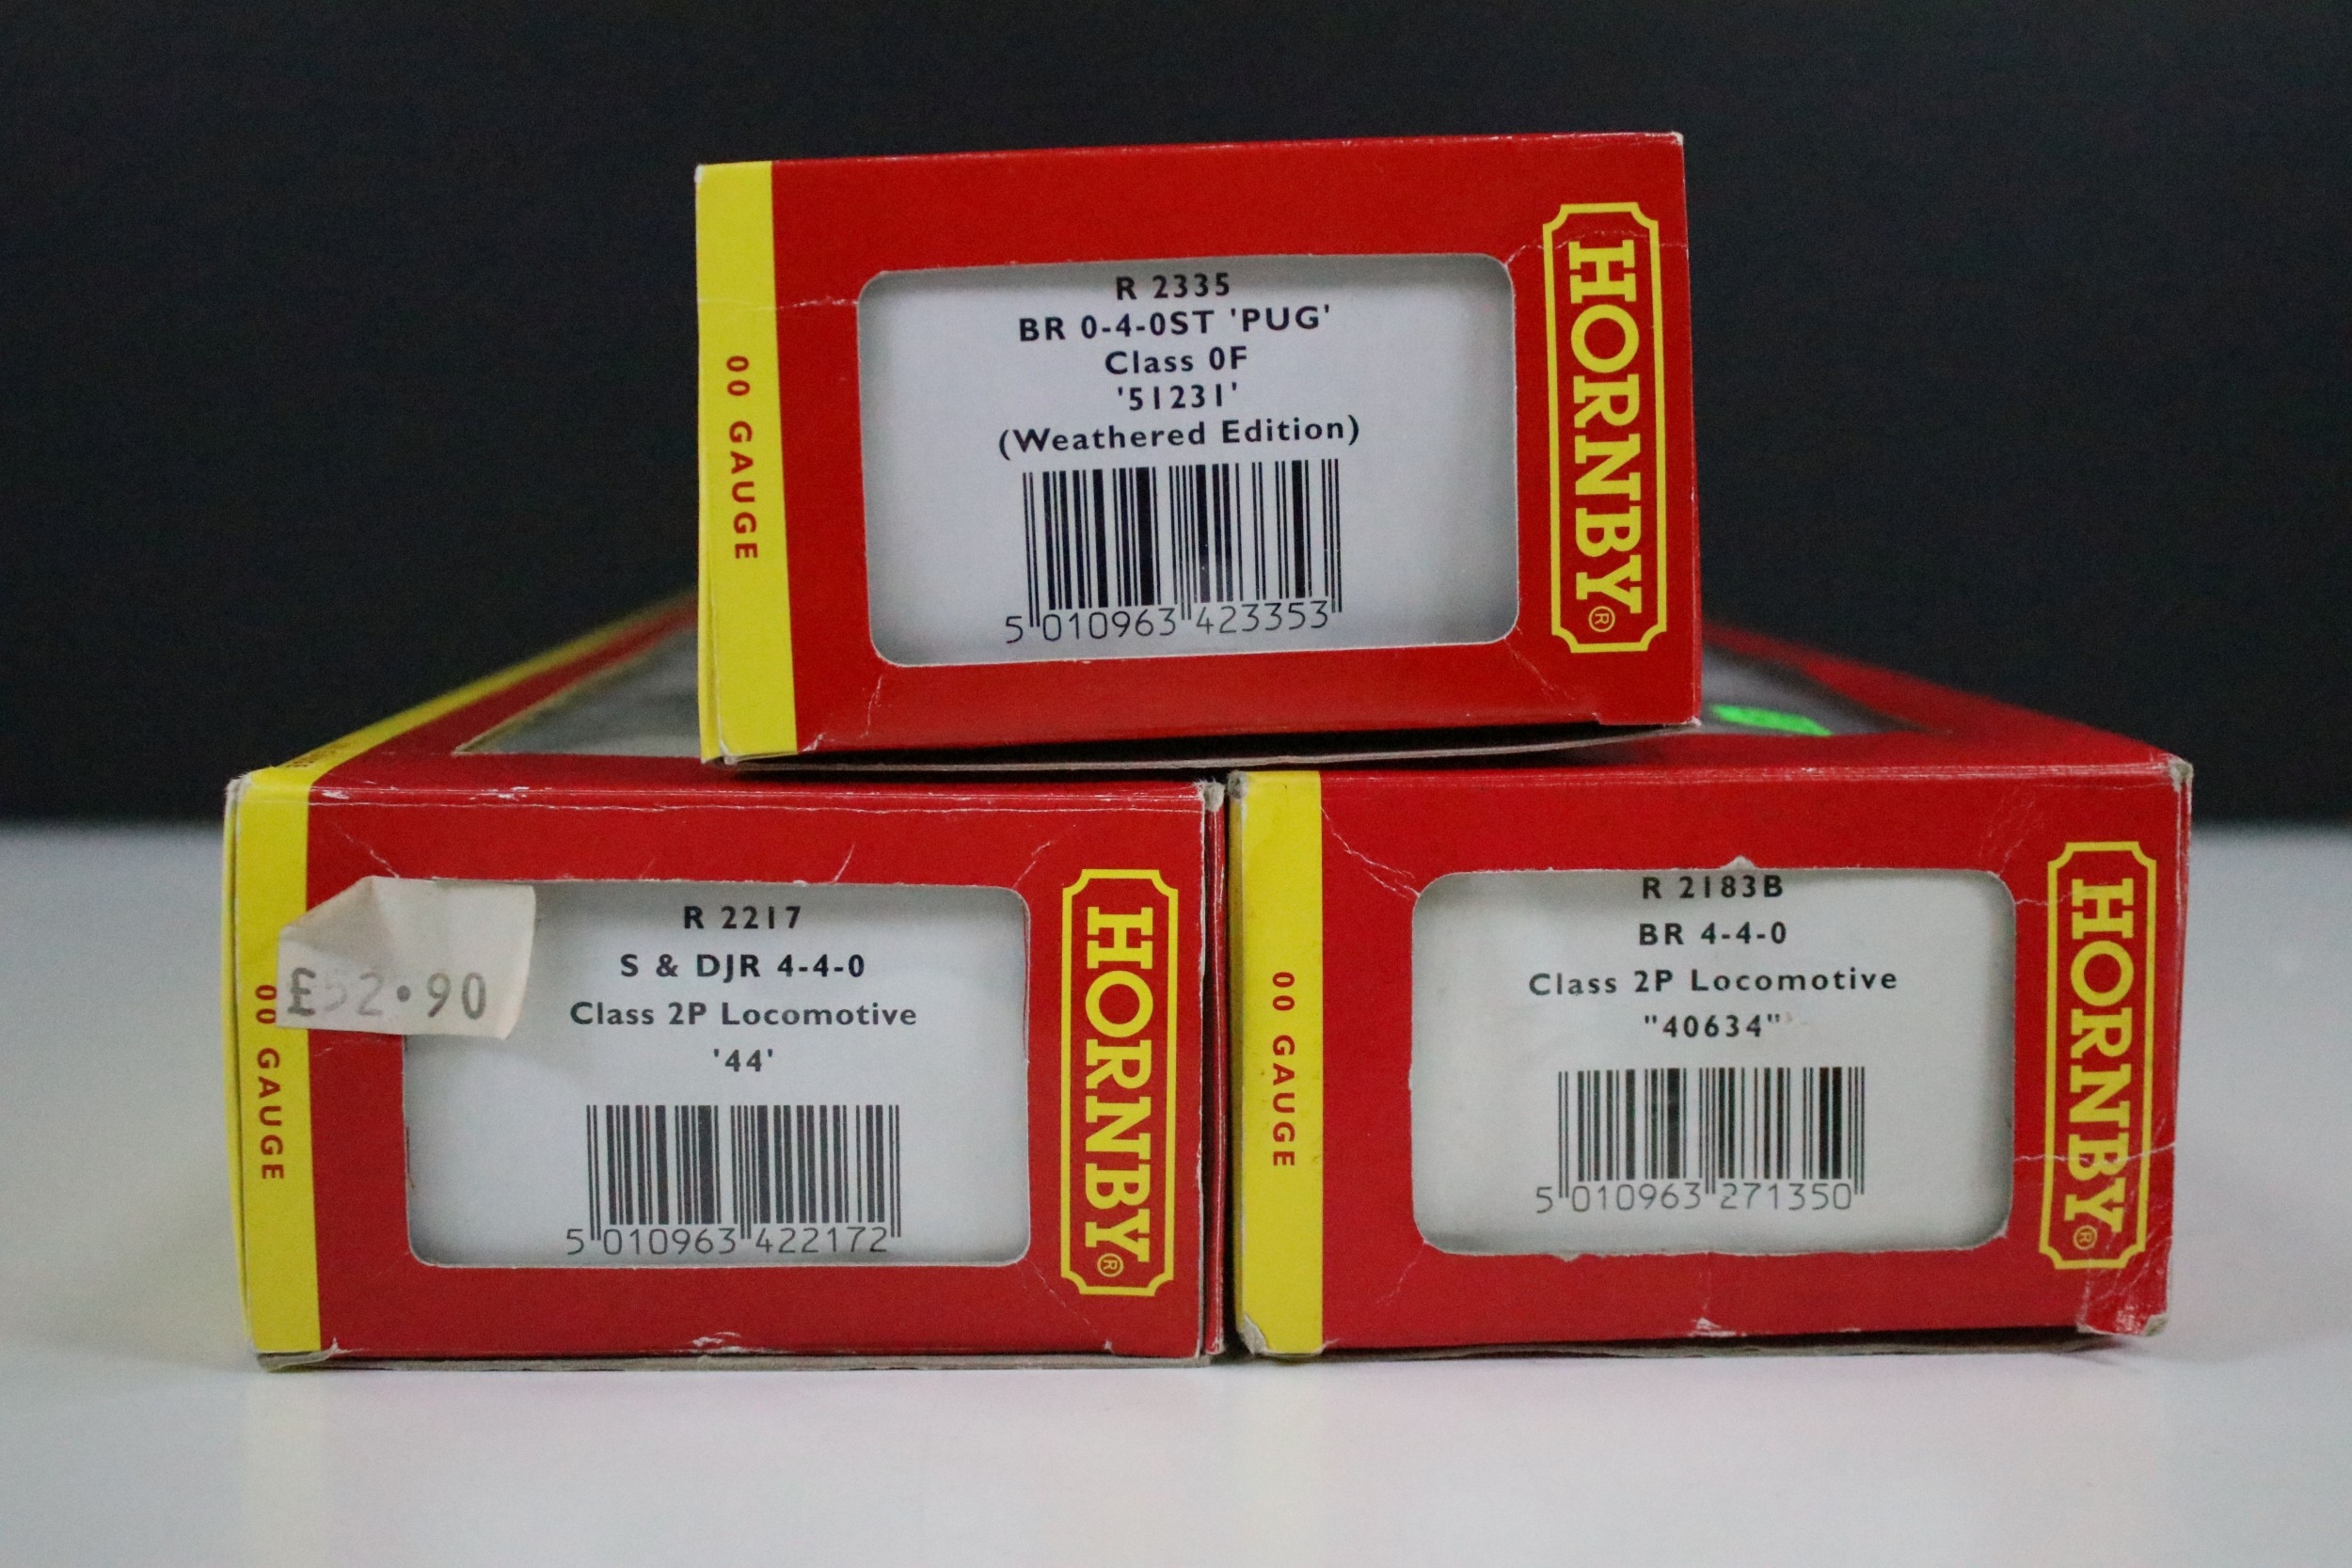 00 GAUGE
R 2335
BR 0-4-0ST 'PUG'
Class 0F
'51231'
(Weathered Edition)
5 010963 423353
HORNBY®
00 GAUGE
£52.90
R 2217
S & DJR 4-4-0
Class 2P Locomotive
'44'
5 010963 422172
HORNBY®
00 GAUGE
R 2183B
BR 4-4-0
Class 2P Locomotive
"40634"
5 010963 271350
HORNBY®